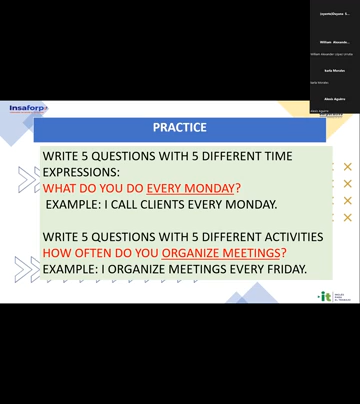 Insaforp
PRACTICE
WRITE 5 QUESTIONS WITH 5 DIFFERENT TIME
EXPRESSIONS:
WHAT DO YOU DO EVERY MONDAY?
EXAMPLE: I CALL CLIENTS EVERY MONDAY.
WRITE 5 QUESTIONS WITH 5 DIFFERENT ACTIVITIES
HOW OFTEN DO YOU ORGANIZE MEETINGS?
EXAMPLE: I ORGANIZE MEETINGS EVERY FRIDAY.
Karla Morales
Alexis Aguirre
it